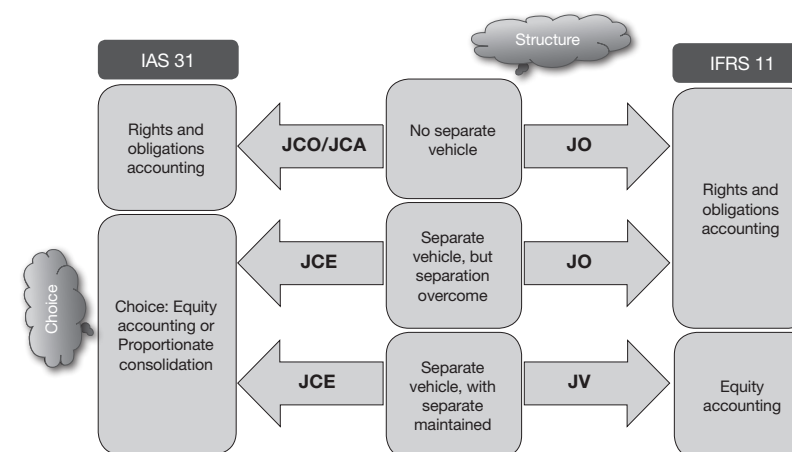 Structure
IAS 31
IFRS 11
Rights and
obligations
accounting
JCO/JCA
No separate
vehicle
JO
Rights and
obligations
accounting
Choice
Choice: Equity
accounting or
Proportionate
consolidation
JCE
Separate
vehicle, but
separation
overcome
JO
JCE
Separate
vehicle, with
separate
maintained
JV
Equity
accounting